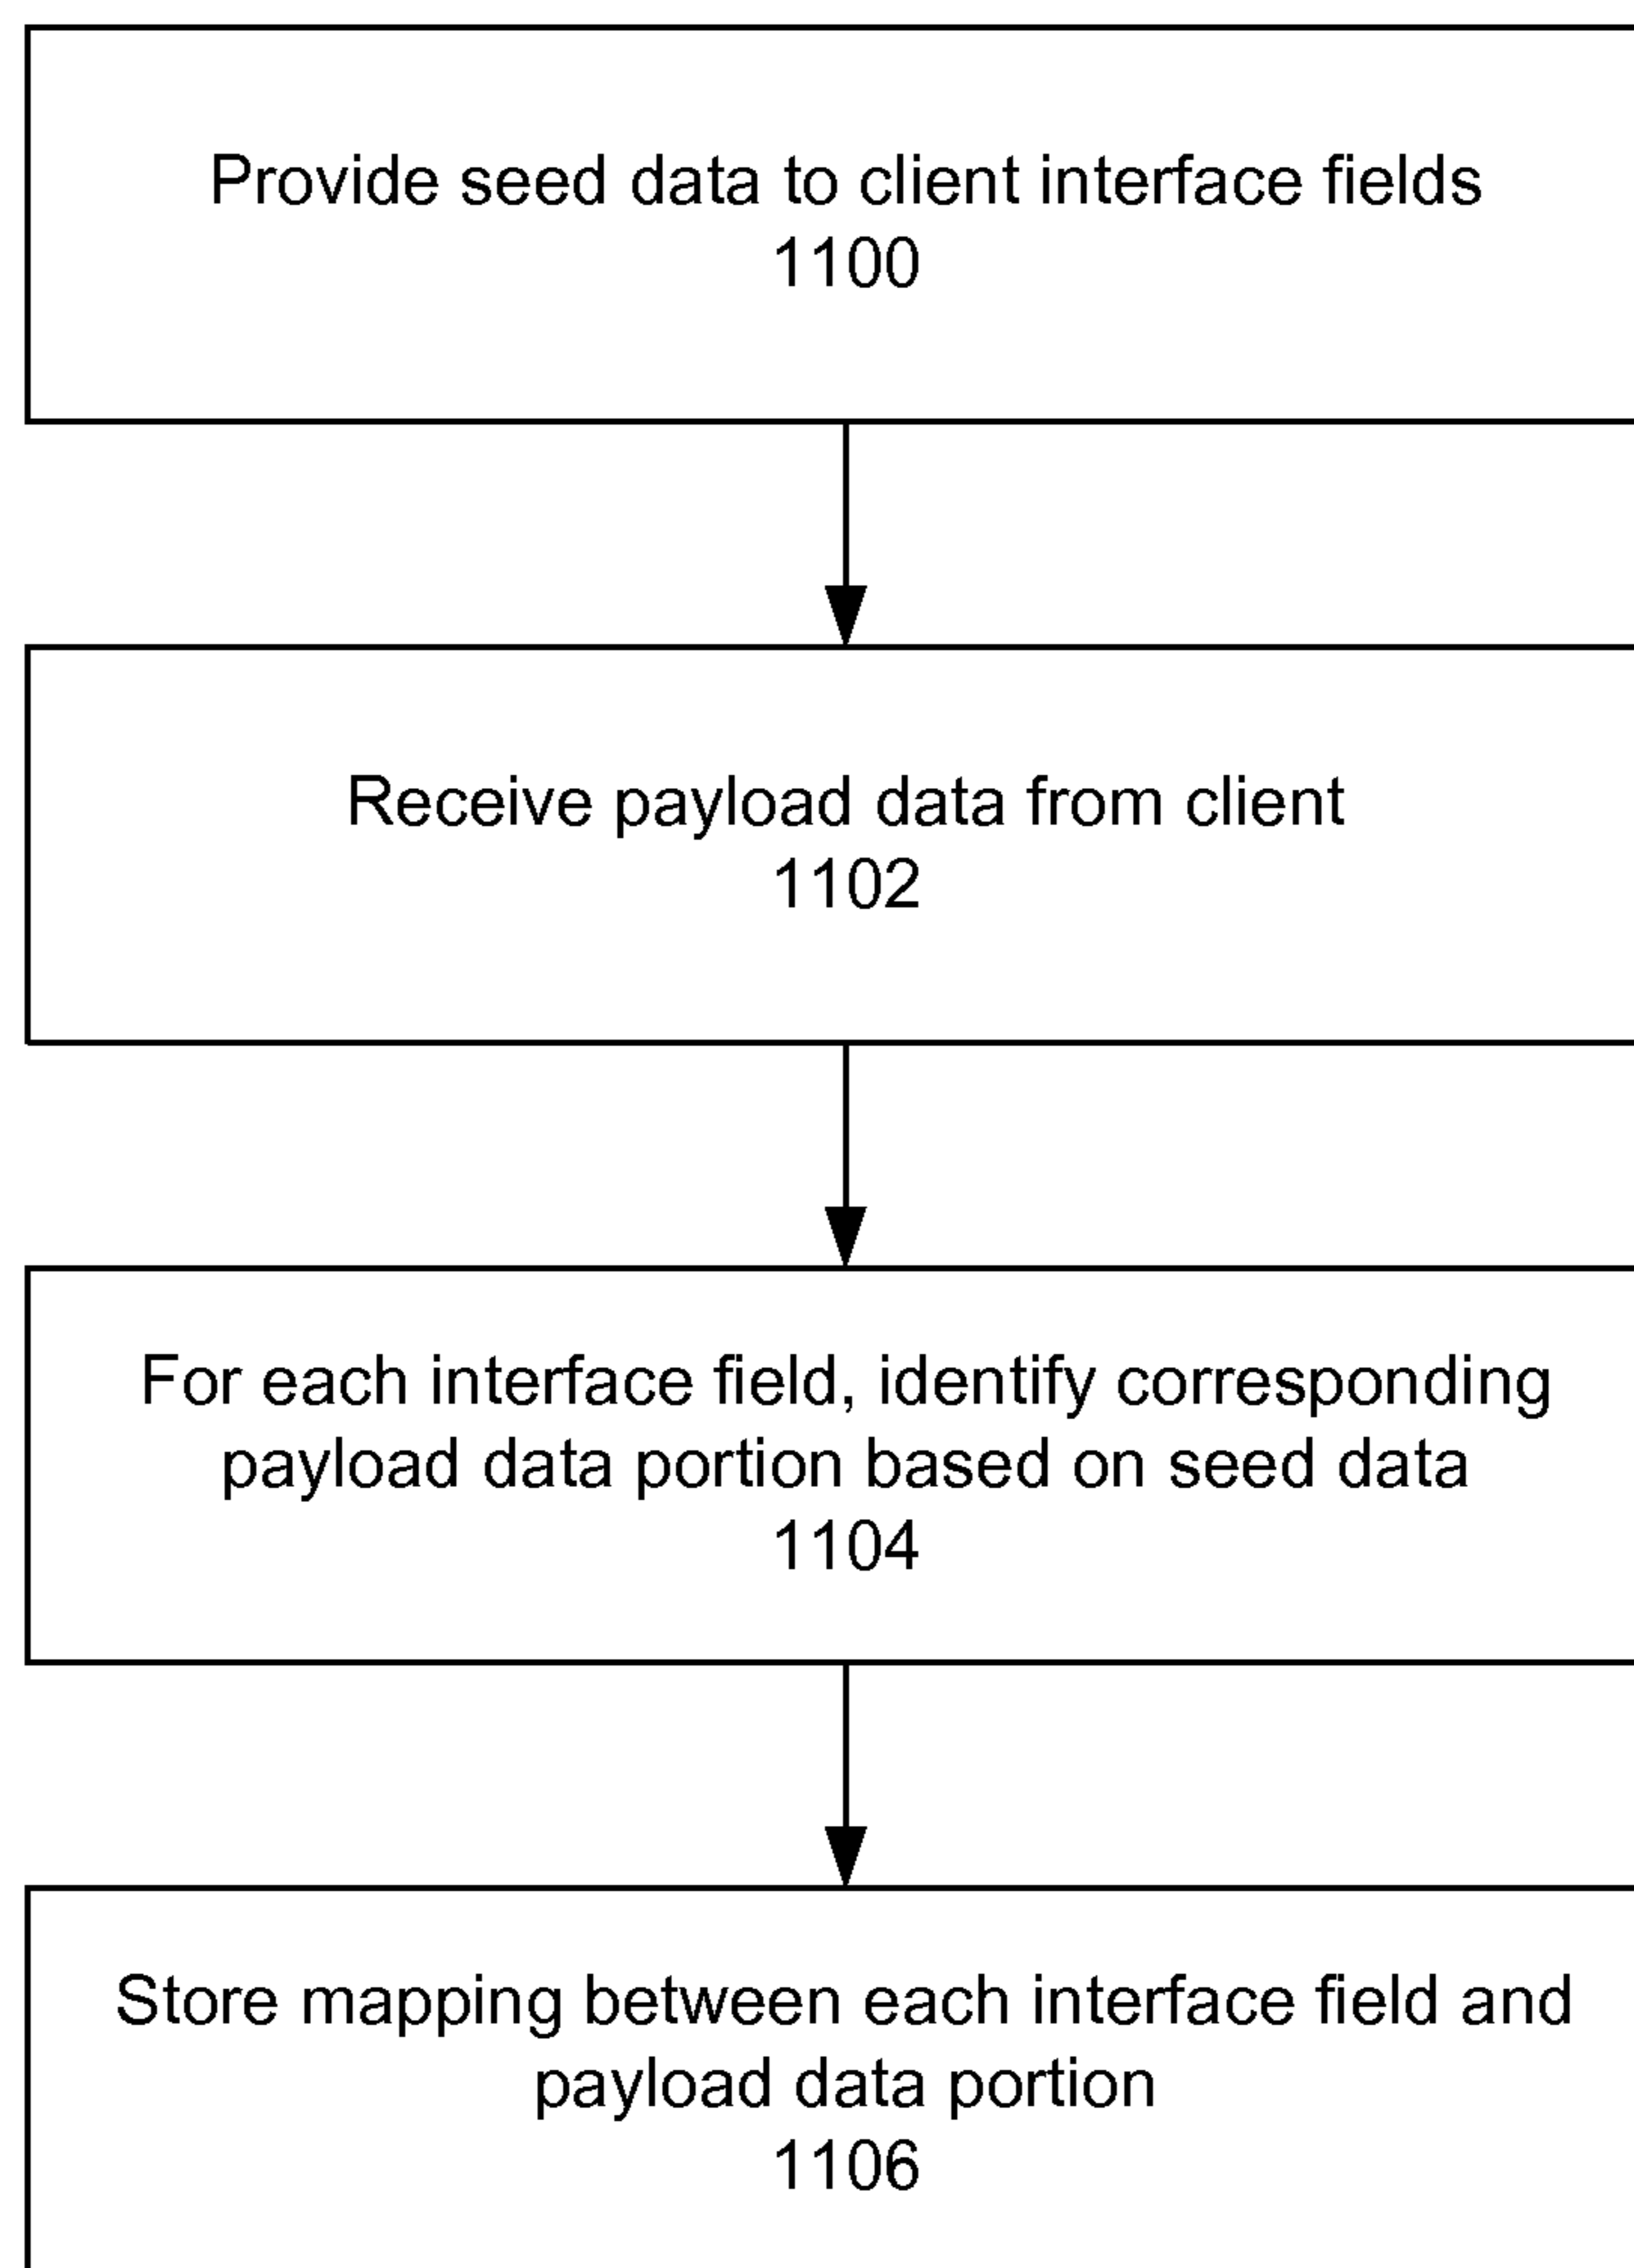 Provide seed data to client interface fields
1100
Receive payload data from client
1102
For each interface field, identify corresponding
payload data portion based on seed data
1104
Store mapping between each interface field and
payload data portion
1106